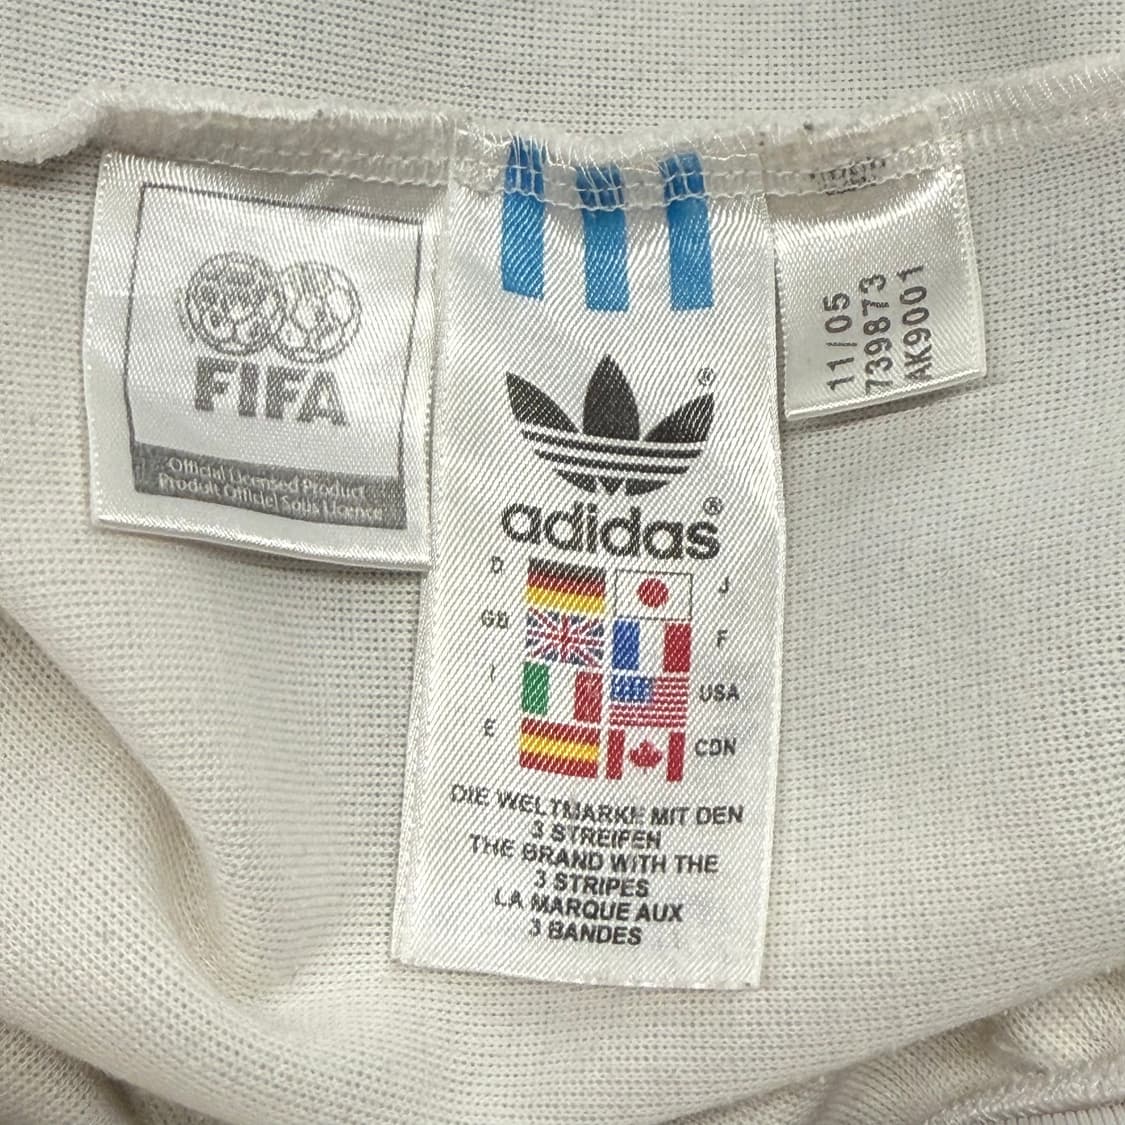 FIFA
Official Licensed Product
Produit Officiel Sous Licence
®
adidas®
D J
GB F
I USA
E CDN
DIE WELTMARKE MIT DEN
3 STREIFEN
THE BRAND WITH THE
3 STRIPES
LA MARQUE AUX
3 BANDES
11/05
739873
AK9001